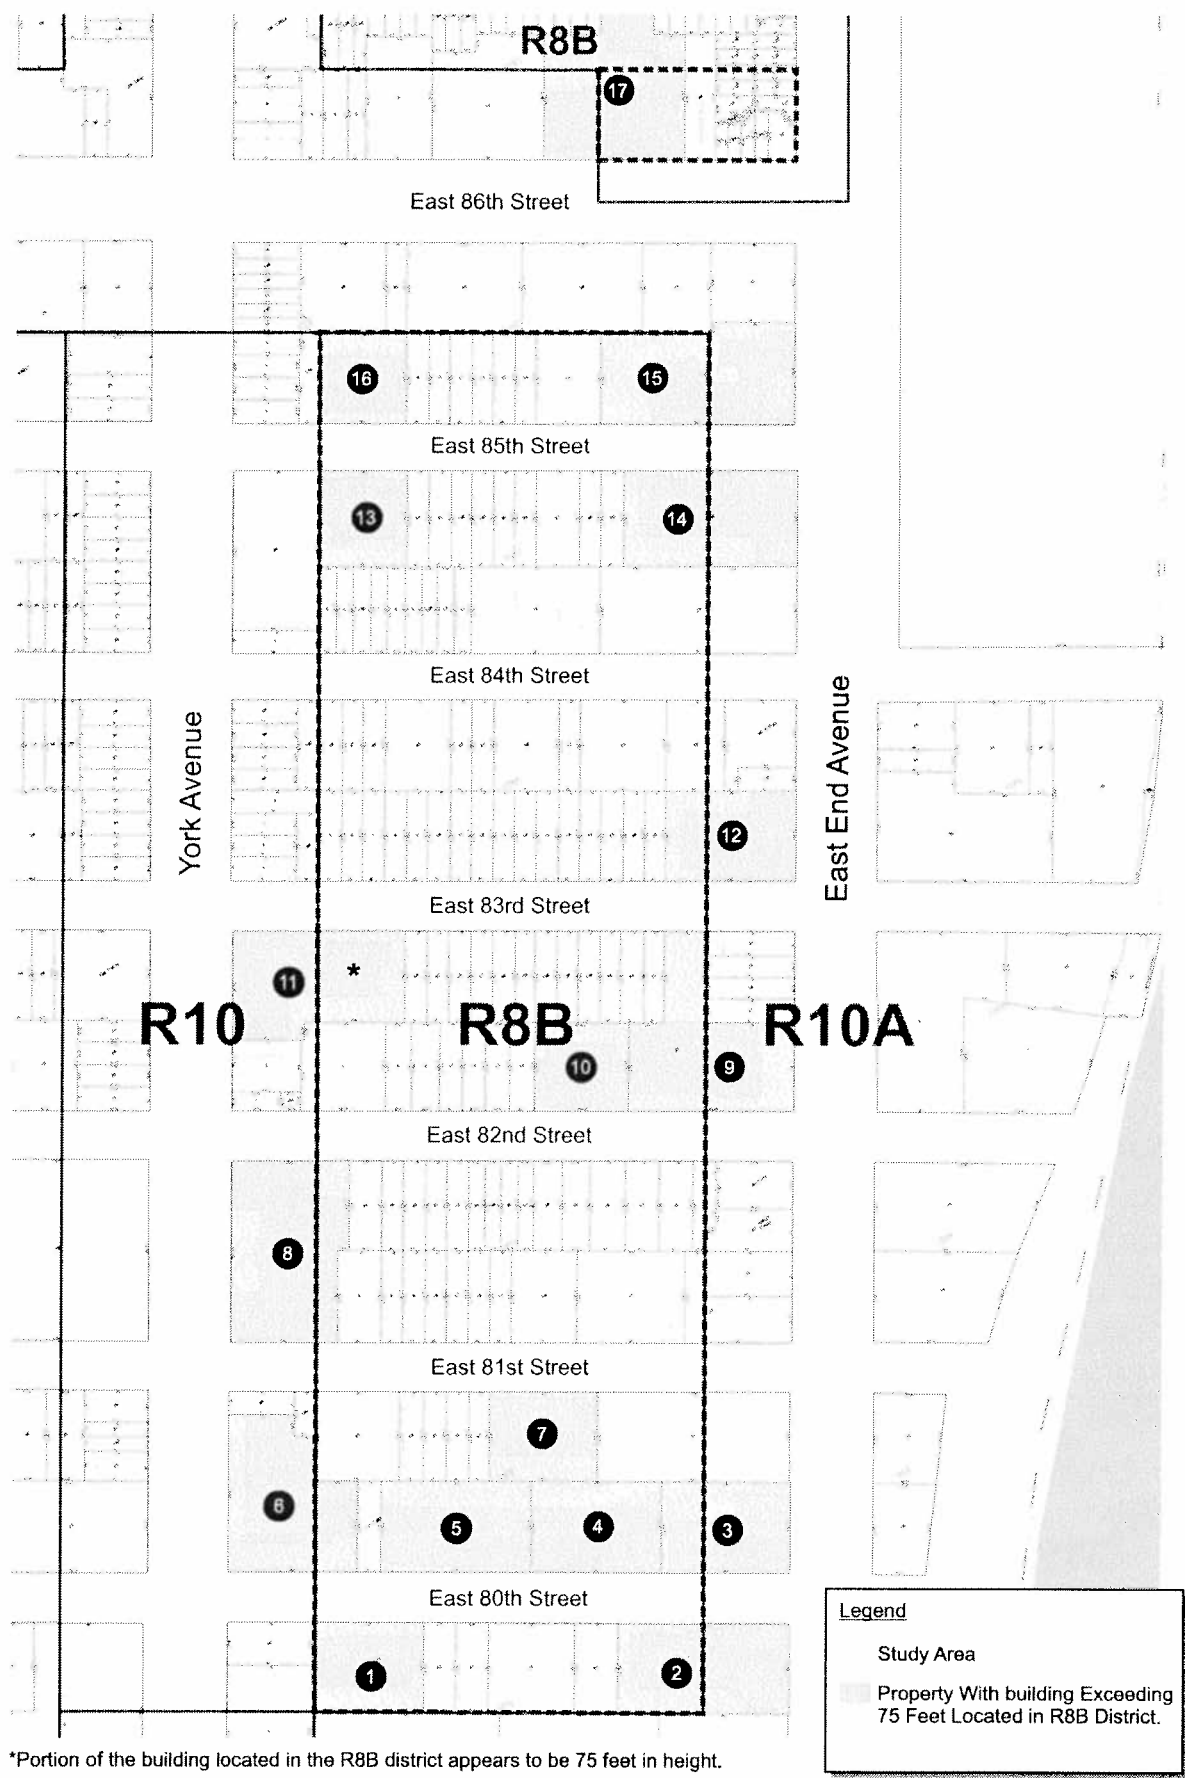 R8B
17
East 86th Street
16
15
East 85th Street
13
14
East 84th Street
York Avenue
East End Avenue
12
East 83rd Street
11
*
R10
R8B
R10A
10
9
East 82nd Street
8
East 81st Street
7
6
5
4
3
East 80th Street
1
2
Legend
Study Area
Property With building Exceeding
75 Feet Located in R8B District.
*Portion of the building located in the R8B district appears to be 75 feet in height.